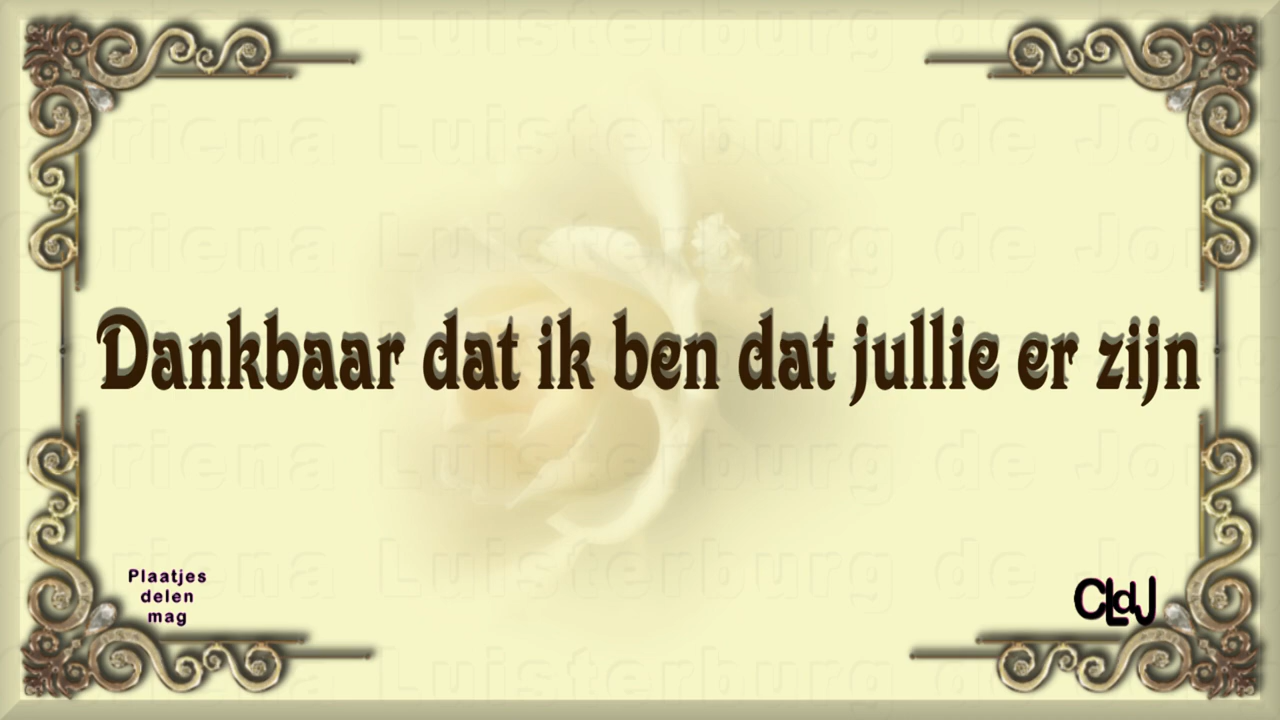 Dankbaar dat ik ben dat jullie er zijn
Plaatjes
delen
mag
CLdJ